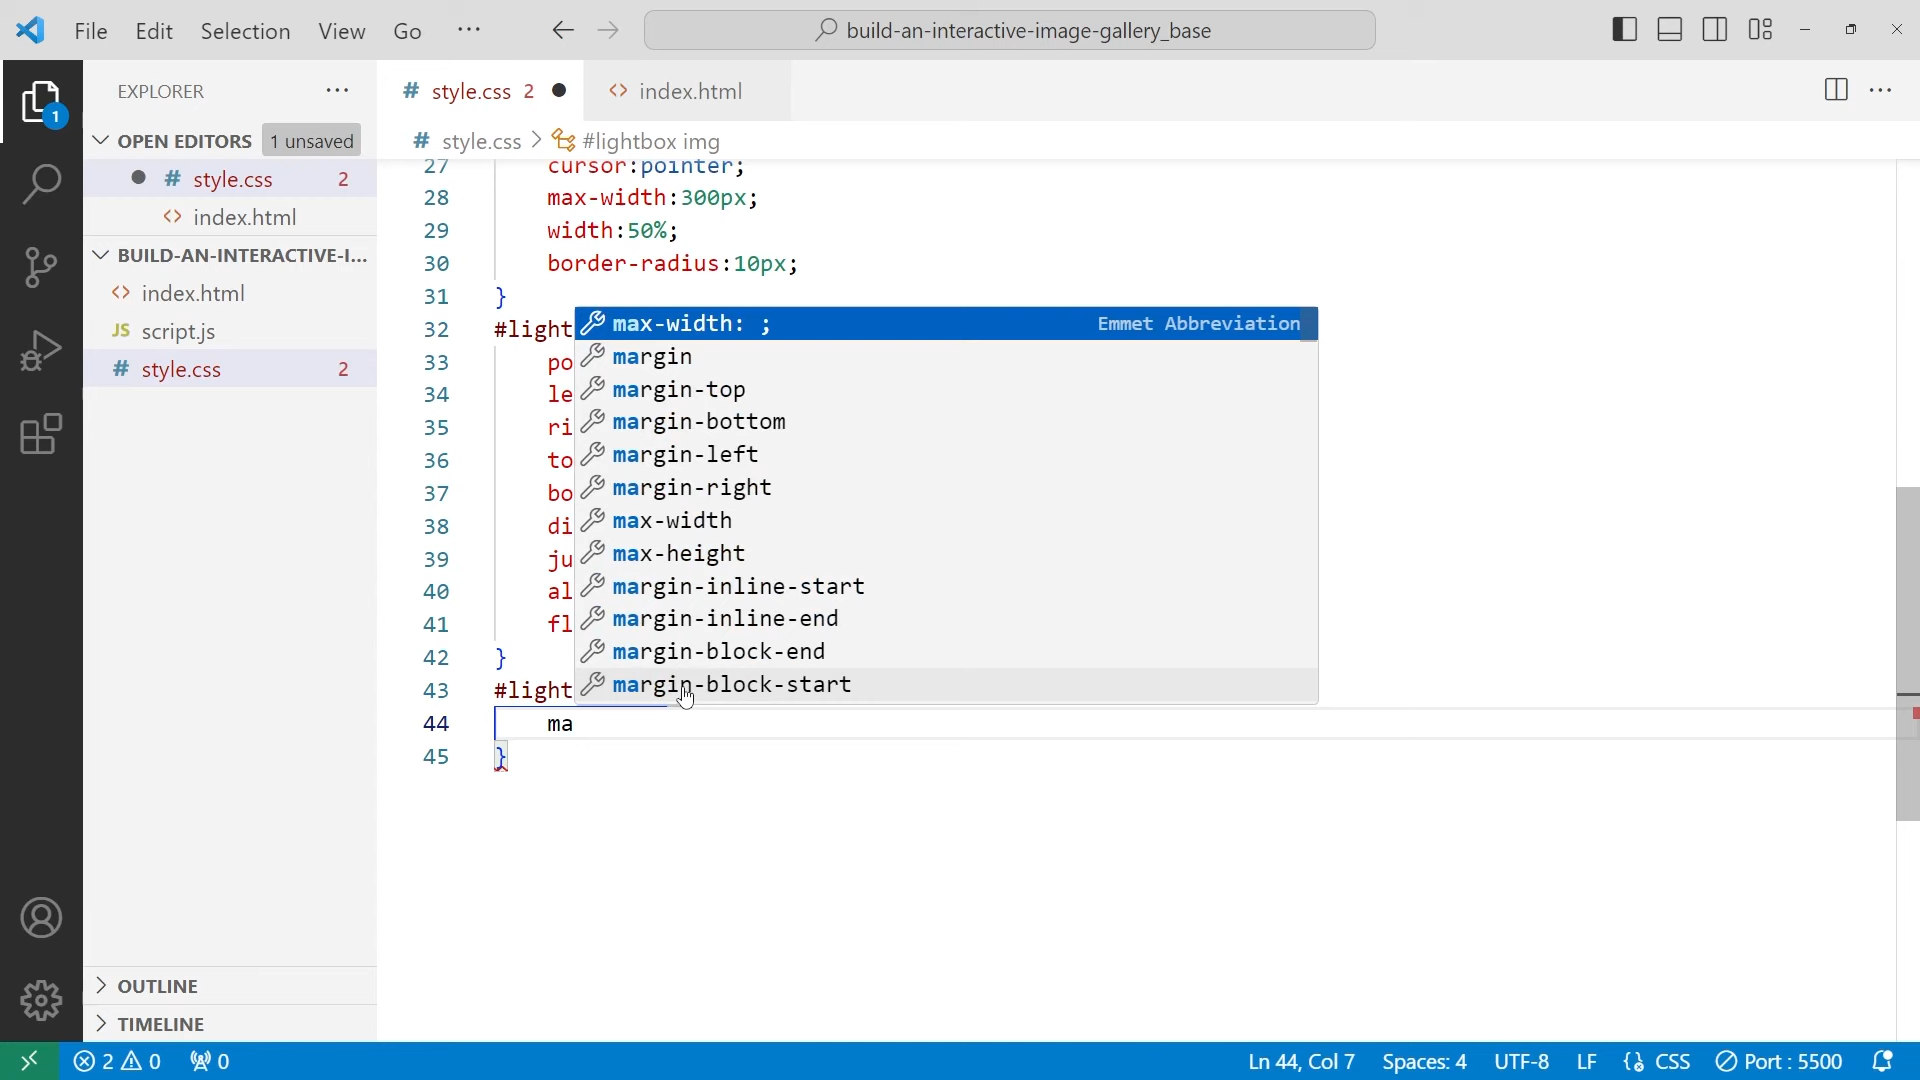 File Edit Selection View Go ··· build-an-interactive-image-gallery_base
EXPLORER ···
OPEN EDITORS 1 unsaved
# style.css 2
<> index.html
BUILD-AN-INTERACTIVE-I...
<> index.html
JS script.js
# style.css 2
OUTLINE
TIMELINE
1
# style.css 2 <> index.html ···
# style.css > #lightbox img
27 cursor:pointer;
28 max-width:300px;
29 width:50%;
30 border-radius:10px;
31 }
32 #light
33 po
34 le
35 ri
36 to
37 bo
38 di
39 ju
40 al
41 fl
42 }
43 #light
44 ma
45 }
max-width: ; Emmet Abbreviation
margin
margin-top
margin-bottom
margin-left
margin-right
max-width
max-height
margin-inline-start
margin-inline-end
margin-block-end
margin-block-start
2 0 0 Ln 44, Col 7 Spaces: 4 UTF-8 LF {} CSS Port : 5500